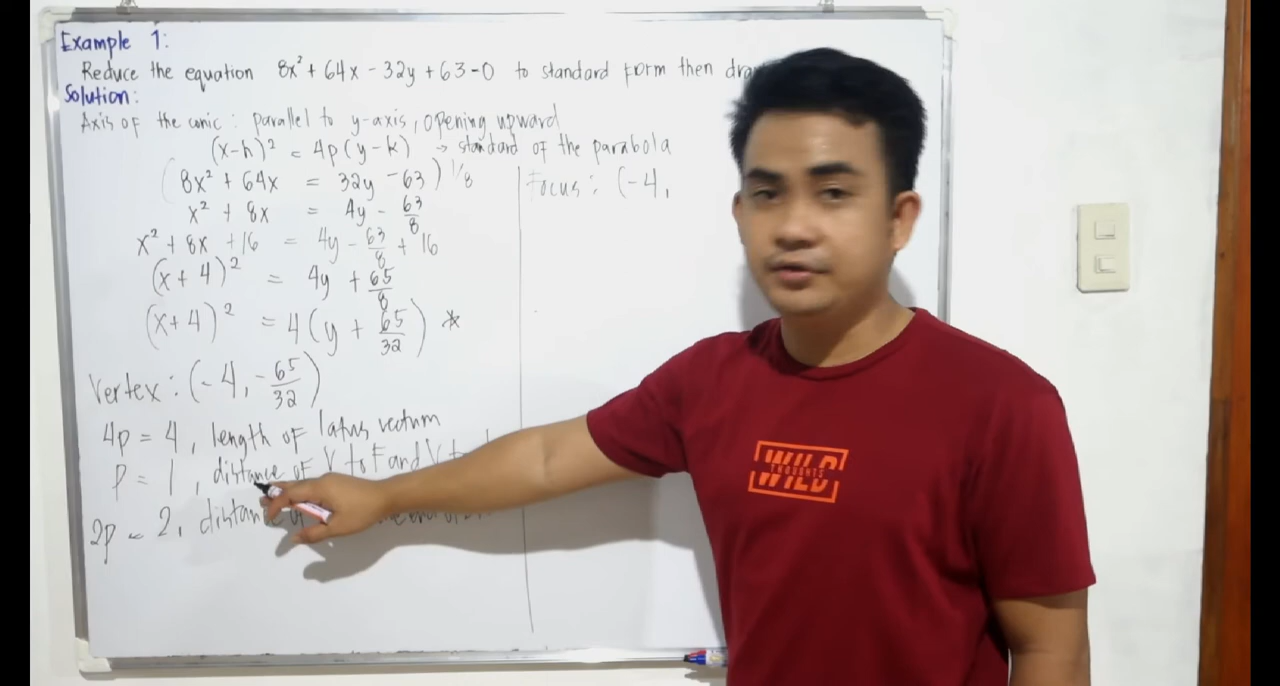 Example 1:
Reduce the equation 8x² + 64x - 32y + 63 = 0 to standard form then
Solution:
Axis of the conic: parallel to y-axis, opening upward
(x-h)² = 4p(y-k) → standard of the parabola
(8x² + 64x = 32y - 63) 1/8
x² + 8x = 4y - 63/8
x² + 8x + 16 = 4y - 63/8 + 16
(x+4)² = 4y + 65/8
(x+4)² = 4(y + 65/32) *
Vertex: (-4, -65/32)
4p = 4, length of latus rectum
p = 1, distance of V to F and V
2p = 2, distance of
Focus: (-4,
WILD
THOUGHTS